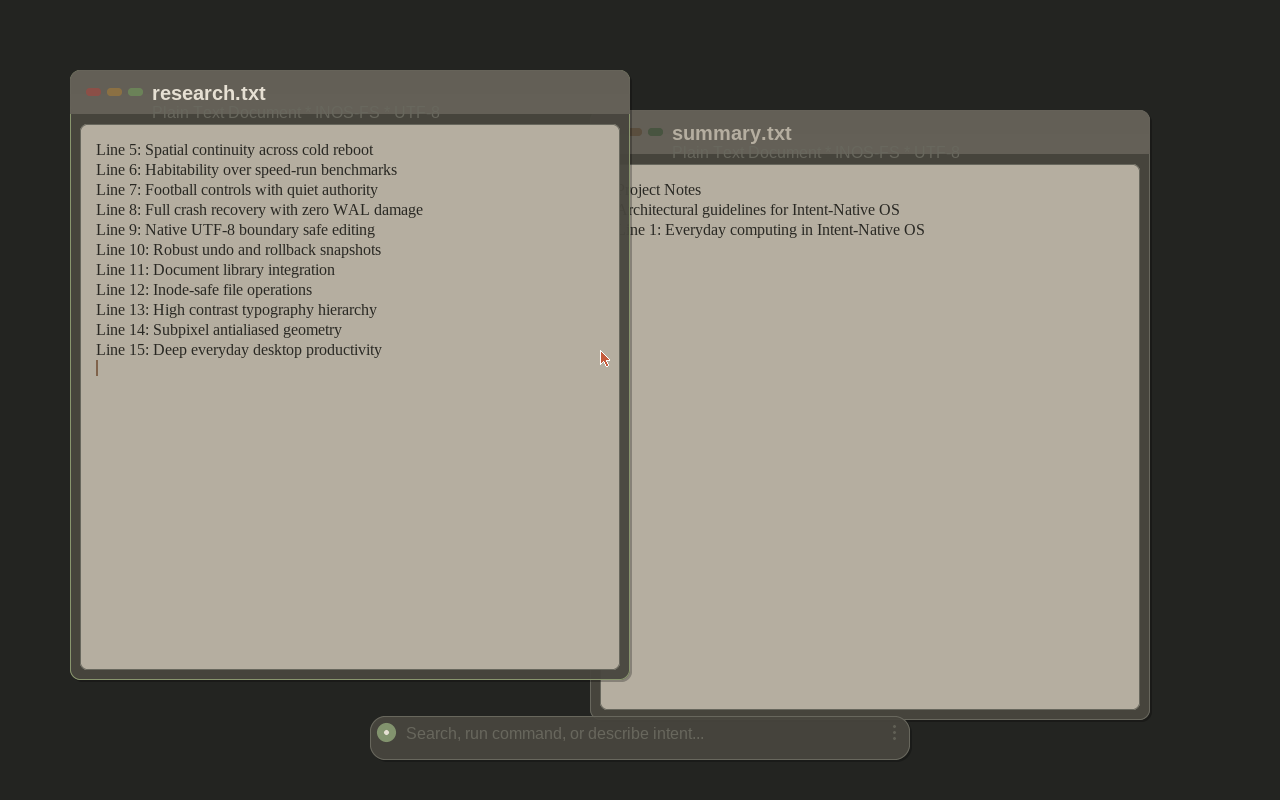 research.txt
Plain Text Document * INOS-FS * UTF-8
Line 5: Spatial continuity across cold reboot
Line 6: Habitability over speed-run benchmarks
Line 7: Football controls with quiet authority
Line 8: Full crash recovery with zero WAL damage
Line 9: Native UTF-8 boundary safe editing
Line 10: Robust undo and rollback snapshots
Line 11: Document library integration
Line 12: Inode-safe file operations
Line 13: High contrast typography hierarchy
Line 14: Subpixel antialiased geometry
Line 15: Deep everyday desktop productivity
summary.txt
Plain Text Document * INOS-FS * UTF-8
oject Notes
rchitectural guidelines for Intent-Native OS
ne 1: Everyday computing in Intent-Native OS
Search, run command, or describe intent...